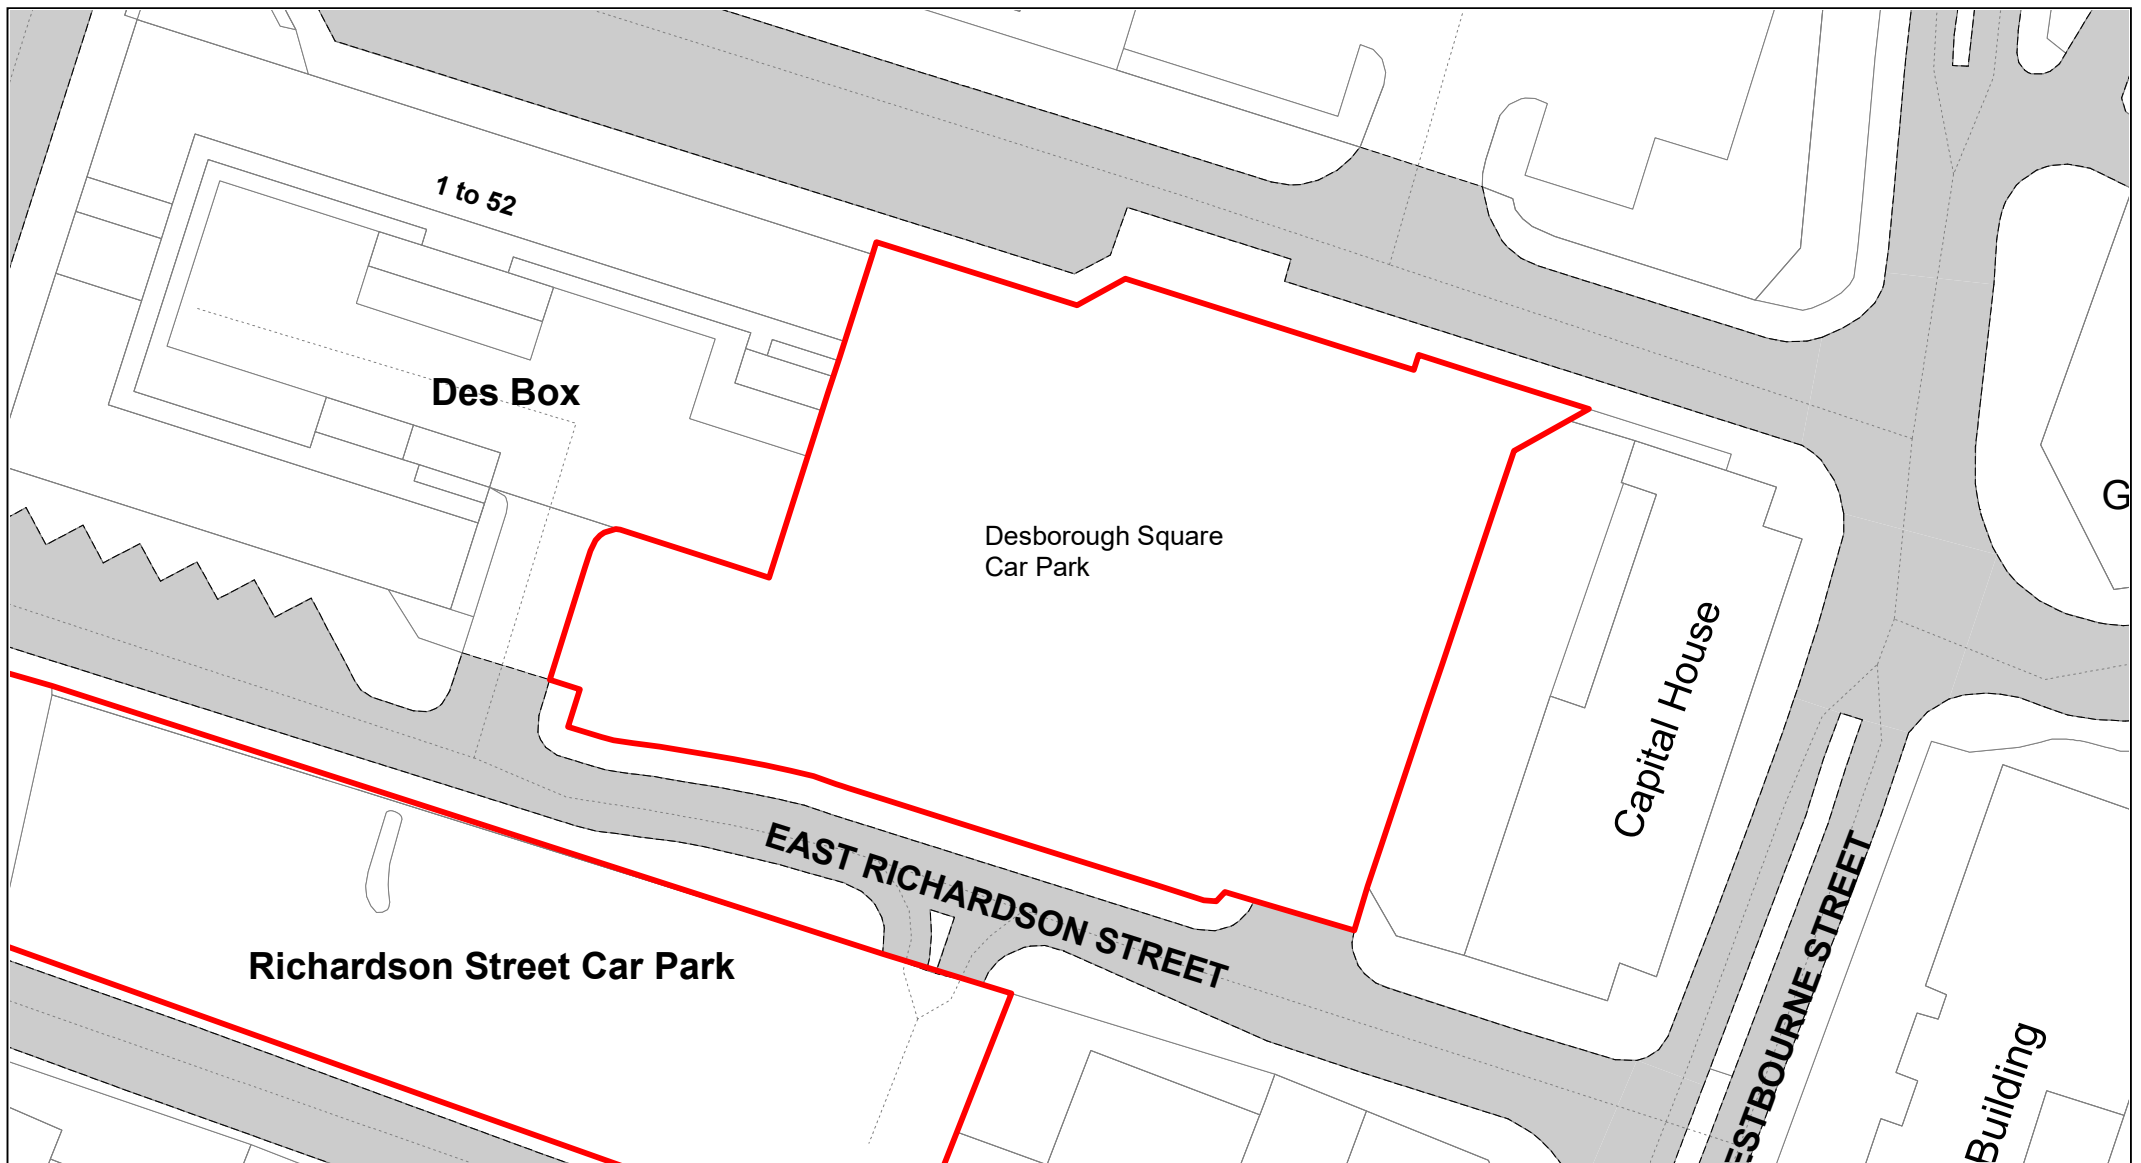 1 to 52
Des Box
G
Desborough Square
Car Park
Capital House
EAST RICHARDSON STREET
ESTBOURNE STREET
Richardson Street Car Park
Building